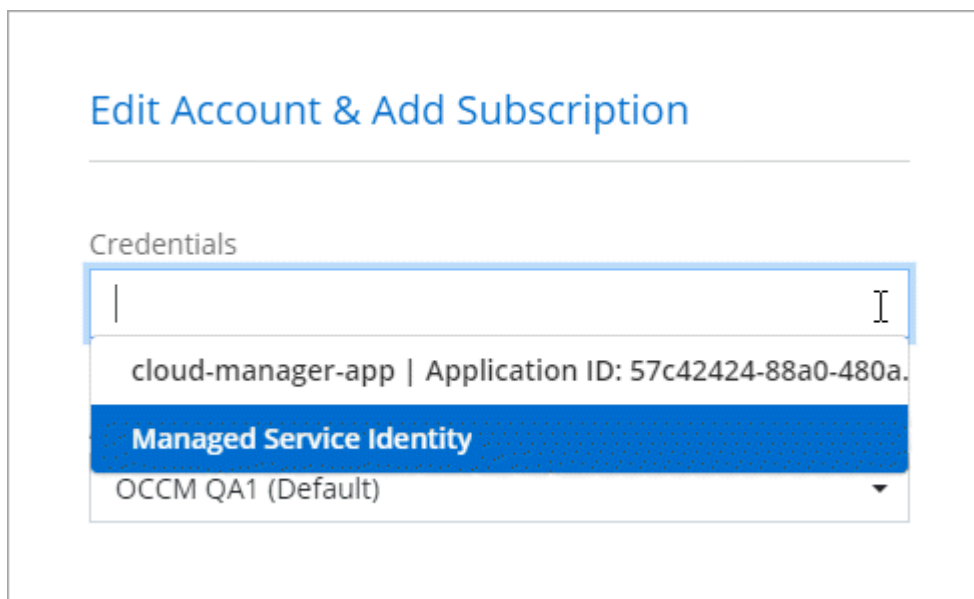 Edit Account & Add Subscription
Credentials
cloud-manager-app | Application ID: 57c42424-88a0-480a.
Managed Service Identity
OCCM QA1 (Default)